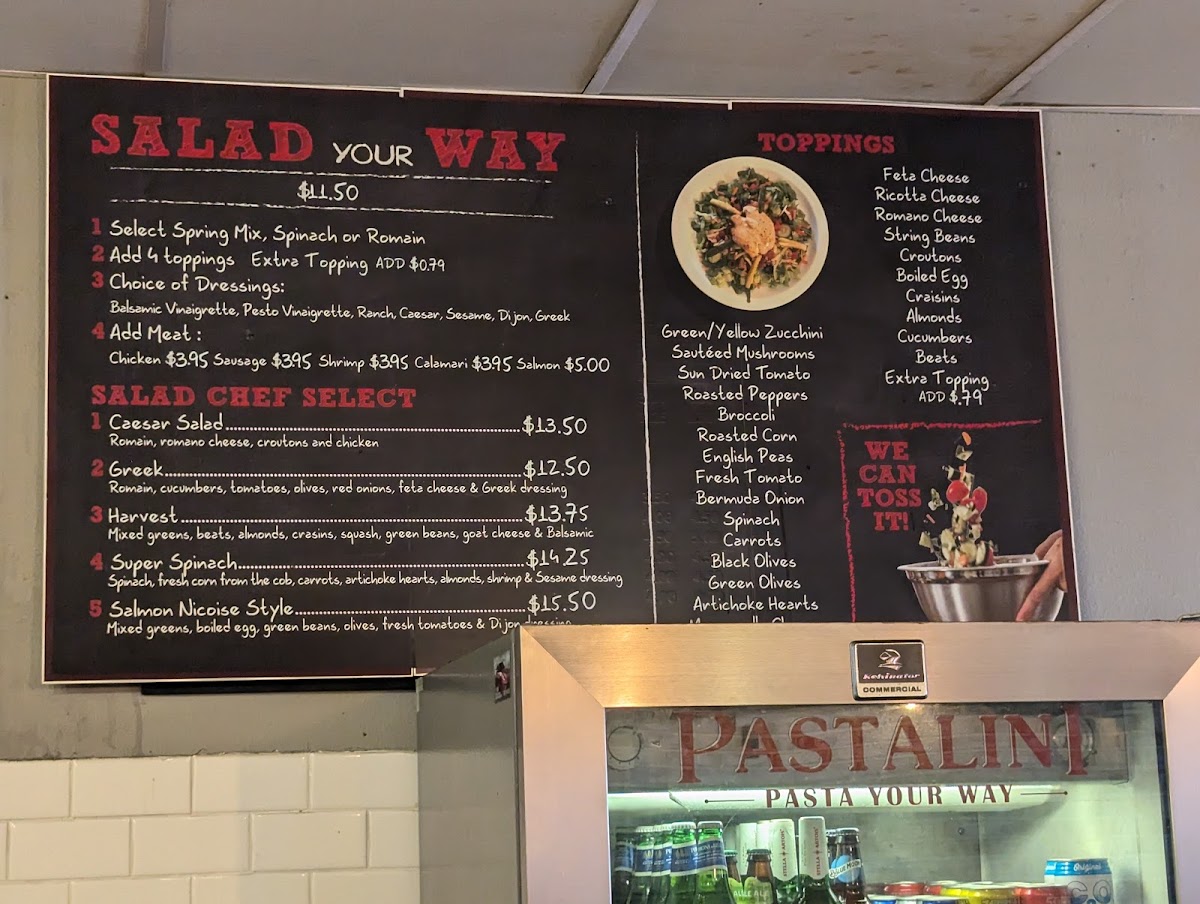 SALAD YOUR WAY
$11.50
1 Select Spring Mix, Spinach or Romain
2 Add 4 toppings Extra Topping ADD $0.79
3 Choice of Dressings:
Balsamic Vinaigrette, Pesto Vinaigrette, Ranch, Caesar, Sesame, Dijon, Greek
4 Add Meat :
Chicken $3.95 Sausage $3.95 Shrimp $3.95 Calamari $3.95 Salmon $5.00
SALAD CHEF SELECT
1 Caesar Salad $13.50
Romain, romano cheese, croutons and chicken
2 Greek $12.50
Romain, cucumbers, tomatoes, olives, red onions, feta cheese & Greek dressing
3 Harvest $13.75
Mixed greens, beats, almonds, crasins, squash, green beans, goat cheese & Balsamic
4 Super Spinach $14.25
Spinach, fresh corn from the cob, carrots, artichoke hearts, almonds, shrimp & Sesame dressing
5 Salmon Nicoise Style $15.50
Mixed greens, boiled egg, green beans, olives, fresh tomatoes & Dijon dressing
TOPPINGS
Green/Yellow Zucchini
Sautéed Mushrooms
Sun Dried Tomato
Roasted Peppers
Broccoli
Roasted Corn
English Peas
Fresh Tomato
Bermuda Onion
Spinach
Carrots
Black Olives
Green Olives
Artichoke Hearts
Feta Cheese
Ricotta Cheese
Romano Cheese
String Beans
Croutons
Boiled Egg
Craisins
Almonds
Cucumbers
Beats
Extra Topping
ADD $.79
WE
CAN
TOSS
IT!
COMMERCIAL
PASTALINI
PASTA YOUR WAY
Original